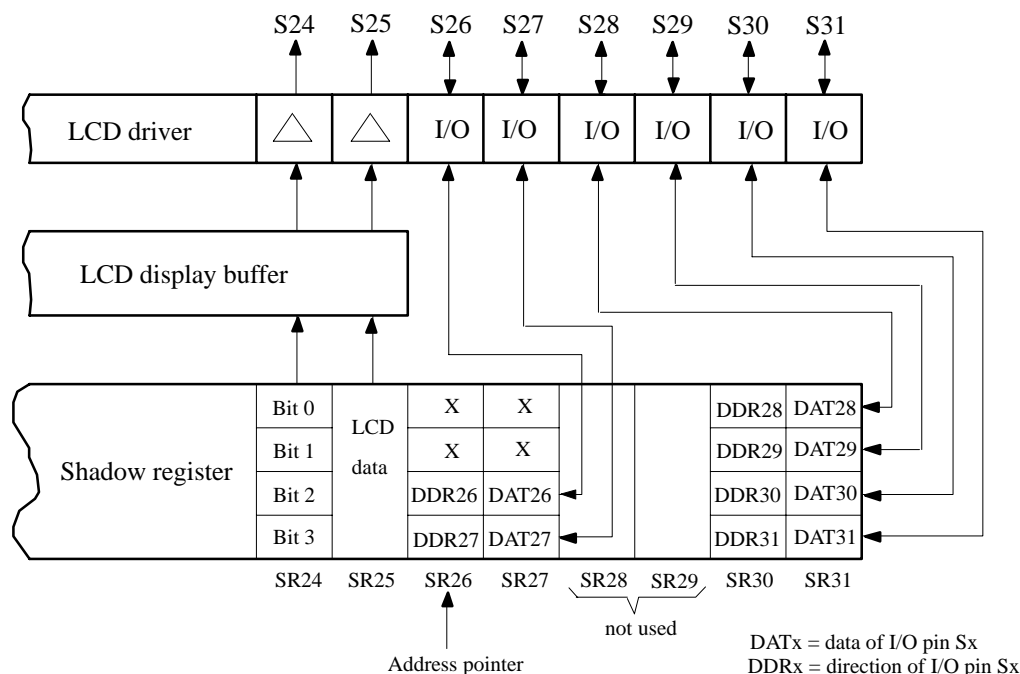 S24 S25 S26 S27 S28 S29 S30 S31
LCD driver I/O I/O I/O I/O I/O I/O
LCD display buffer
Bit 0 X X DDR28 DAT28
LCD
Bit 1 X X DDR29 DAT29
Shadow register data
Bit 2 DDR26 DAT26 DDR30 DAT30
Bit 3 DDR27 DAT27 DDR31 DAT31
SR24 SR25 SR26 SR27 SR28 SR29 SR30 SR31
not used
DATx = data of I/O pin Sx
Address pointer DDRx = direction of I/O pin Sx